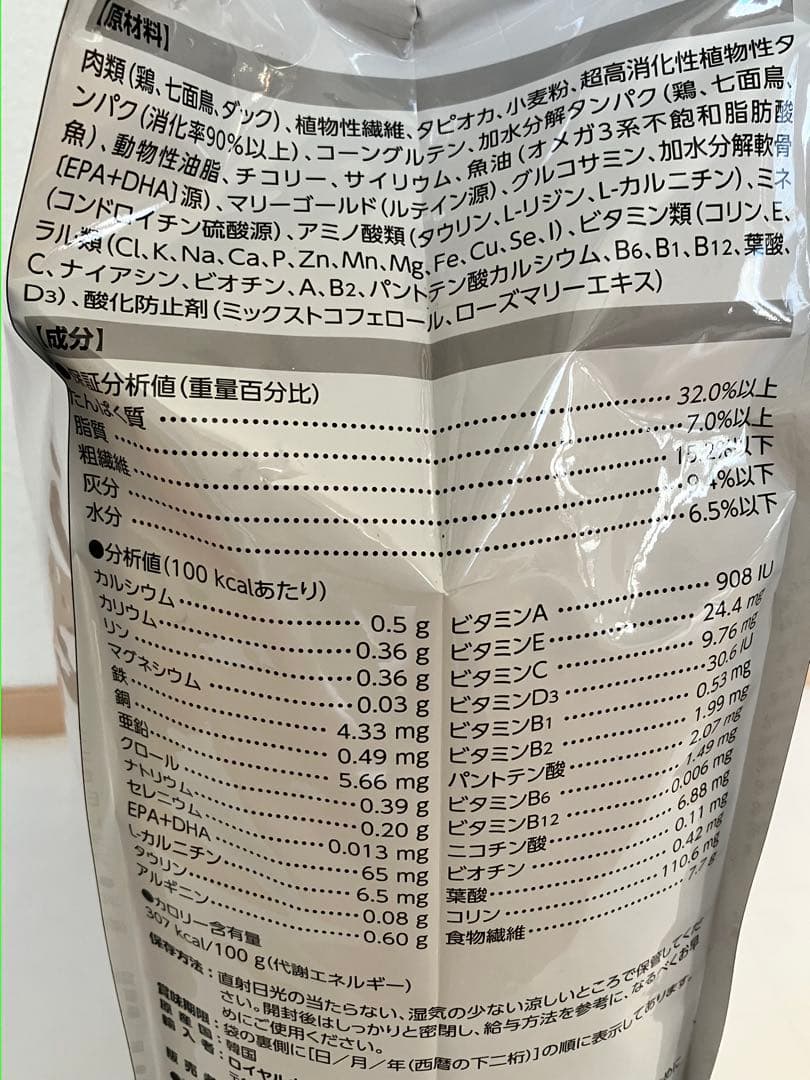 【原材料】
肉類(鶏、七面鳥、ダック)、植物性繊維、タピオカ、小麦粉、超高消化性植物性タ
ンパク(消化率90%以上)、コーングルテン、加水分解タンパク(鶏、七面鳥、
魚)、動物性油脂、チコリー、サイリウム、魚油(オメガ3系不飽和脂肪酸
[EPA+DHA]源)、マリーゴールド(ルテイン源)、グルコサミン、加水分解軟骨
(コンドロイチン硫酸源)、アミノ酸類(タウリン、L-リジン、L-カルニチン)、ミネ
ラル類(Cl、K、Na、Ca、P、Zn、Mn、Mg、Fe、Cu、Se、I)、ビタミン類(コリン、E、
C、ナイアシン、ビオチン、A、B2、パントテン酸カルシウム、B6、B1、B12、葉酸、
D3)、酸化防止剤(ミックストコフェロール、ローズマリーエキス)
【成分】
●保証分析値(重量百分比)
たんぱく質 32.0%以上
脂質 7.0%以上
粗繊維 15.2%以下
灰分 9.4%以下
水分 6.5%以下
●分析値(100 kcalあたり)
カルシウム 0.5 g
カリウム 0.36 g
リン 0.36 g
マグネシウム 0.03 g
鉄 4.33 mg
銅 0.49 mg
亜鉛 5.66 mg
クロール 0.39 g
ナトリウム 0.20 g
セレニウム 0.013 mg
EPA+DHA 65 mg
L-カルニチン 6.5 mg
タウリン 0.08 g
アルギニン 0.60 g
ビタミンA 908 IU
ビタミンE 24.4 mg
ビタミンC 9.76 mg
ビタミンD3 30.6 IU
ビタミンB1 0.53 mg
ビタミンB2 1.99 mg
パントテン酸 2.07 mg
ビタミンB6 1.49 mg
ビタミンB12 0.006 mg
ニコチン酸 6.88 mg
ビオチン 0.11 mg
葉酸 0.42 mg
コリン 110.6 mg
食物繊維 7.7 g
●カロリー含有量
307 kcal/100 g(代謝エネルギー)
保存方法:直射日光の当たらない、湿気の少ない涼しいところで保管してくだ
さい。開封後はしっかりと密閉し、給与方法を参考に、なるべくお早
めにご使用ください。
賞味期限:袋の裏側に[日/月/年(西暦の下二桁)]の順に表示してあります。
原産国:韓国
輸入者:ロイヤル
販売